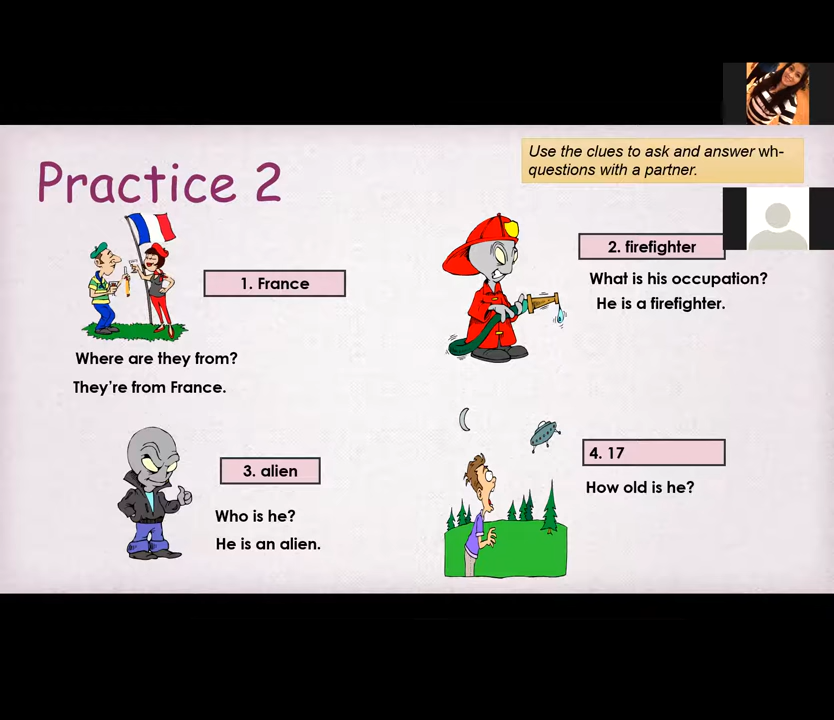 Practice 2
Use the clues to ask and answer wh-
questions with a partner.
1. France
Where are they from?
They're from France.
2. firefighter
What is his occupation?
He is a firefighter.
3. alien
Who is he?
He is an alien.
4. 17
How old is he?